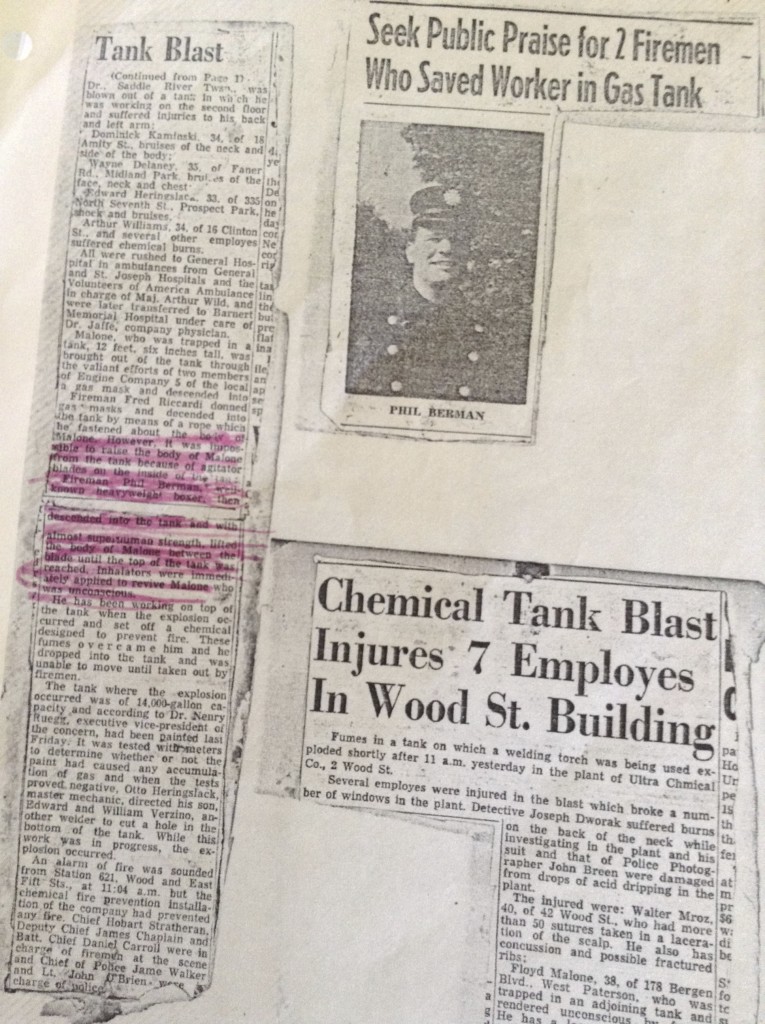 Tank Blast
(Continued from Page 1)
Dr., Saddle River Twsp., was
blown out of a tank in which he
was working on the second floor
and suffered injuries to his back
and left arm;
Dominick Kaminski, 34, of 18
Amity St., bruises of the neck and
side of the body;
Wayne Delaney, 35, of Faner
Rd., Midland Park, bruises of the
face, neck and chest
Edward Heringslack, 33, of 335
North Seventh St., Prospect Park,
shock and bruises.
Arthur Williams, 34, of 16 Clinton
St., and several other employes
suffered chemical burns.
All were rushed to General Hos-
pital in ambulances from General
and St. Joseph Hospitals and the
Volunteers of America Ambulance
in charge of Maj. Arthur Wild, and
were later transferred to Barnert
Memorial Hospital under care of
Dr. Jaffe, company physician.
Malone, who was trapped in a
tank, 12 feet, six inches tall, was
brought out of the tank through
the valiant efforts of two members
of Engine Company 5 of the local
a gas mask and descended into
Fireman Fred Riccardi donned
gas masks and decended into
the tank by means of a rope which
he fastened about the body of
Malone. However, it was impos-
sible to raise the body of Malone
from the tank because of agitator
blades on the inside of the tank.
Fireman Phil Berman, well-
known heavyweight boxer, then
descended into the tank and with
almost superhuman strength, lifted
the body of Malone between the
blade until the top of the tank was
reached. Inhalators were immedi-
ately applied to revive Malone who
was unconscious.
He has been working on top of
the tank when the explosion oc-
curred and set off a chemical
designed to prevent fire. These
fumes overcame him and he
dropped into the tank and was
unable to move until taken out by
firemen.
The tank where the explosion
occurred was of 14,000-gallon ca-
pacity and according to Dr. Henry
Ruegg, executive vice-president of
the concern, had been painted last
Friday. It was tested with meters
to determine whether or not the
paint had caused any accumula-
tion of gas and when the tests
proved negative, Otto Heringslack,
master mechanic, directed his son,
Edward and William Verzino, an-
other welder to cut a hole in the
bottom of the tank. While this
work was in progress, the ex-
plosion occurred.
An alarm of fire was sounded
from Station 621, Wood and East
Fift Sts., at 11:04 a.m. but the
chemical fire prevention installa-
tion of the company had prevented
any fire. Chief Hobart Stratheran,
Deputy Chief James Chaplain and
Batt. Chief Daniel Carroll were in
charge of firemen at the scene
and Chief of Police Jame Walker
and Lt. John O'Brien were
charge of police.
Seek Public Praise for 2 Firemen
Who Saved Worker in Gas Tank
PHIL BERMAN
Chemical Tank Blast
Injures 7 Employes
In Wood St. Building
Fumes in a tank on which a welding torch was being used ex-
ploded shortly after 11 a.m. yesterday in the plant of Ultra Chmical
Co., 2 Wood St.
Several employes were injured in the blast which broke a num-
ber of windows in the plant. Detective Joseph Dworak suffered burns
on the back of the neck while
investigating in the plant and his
suit and that of Police Photog-
rapher John Breen were damaged
from drops of acid dripping in the
plant.
The injured were: Walter Mroz,
40, of 42 Wood St., who had more
than 50 sutures taken in a lacera-
tion of the scalp. He also has
concussion and possible fractured
ribs;
Floyd Malone, 38, of 178 Bergen
Blvd., West Paterson, who was
trapped in an adjoining tank and
rendered unconscious by
He has a